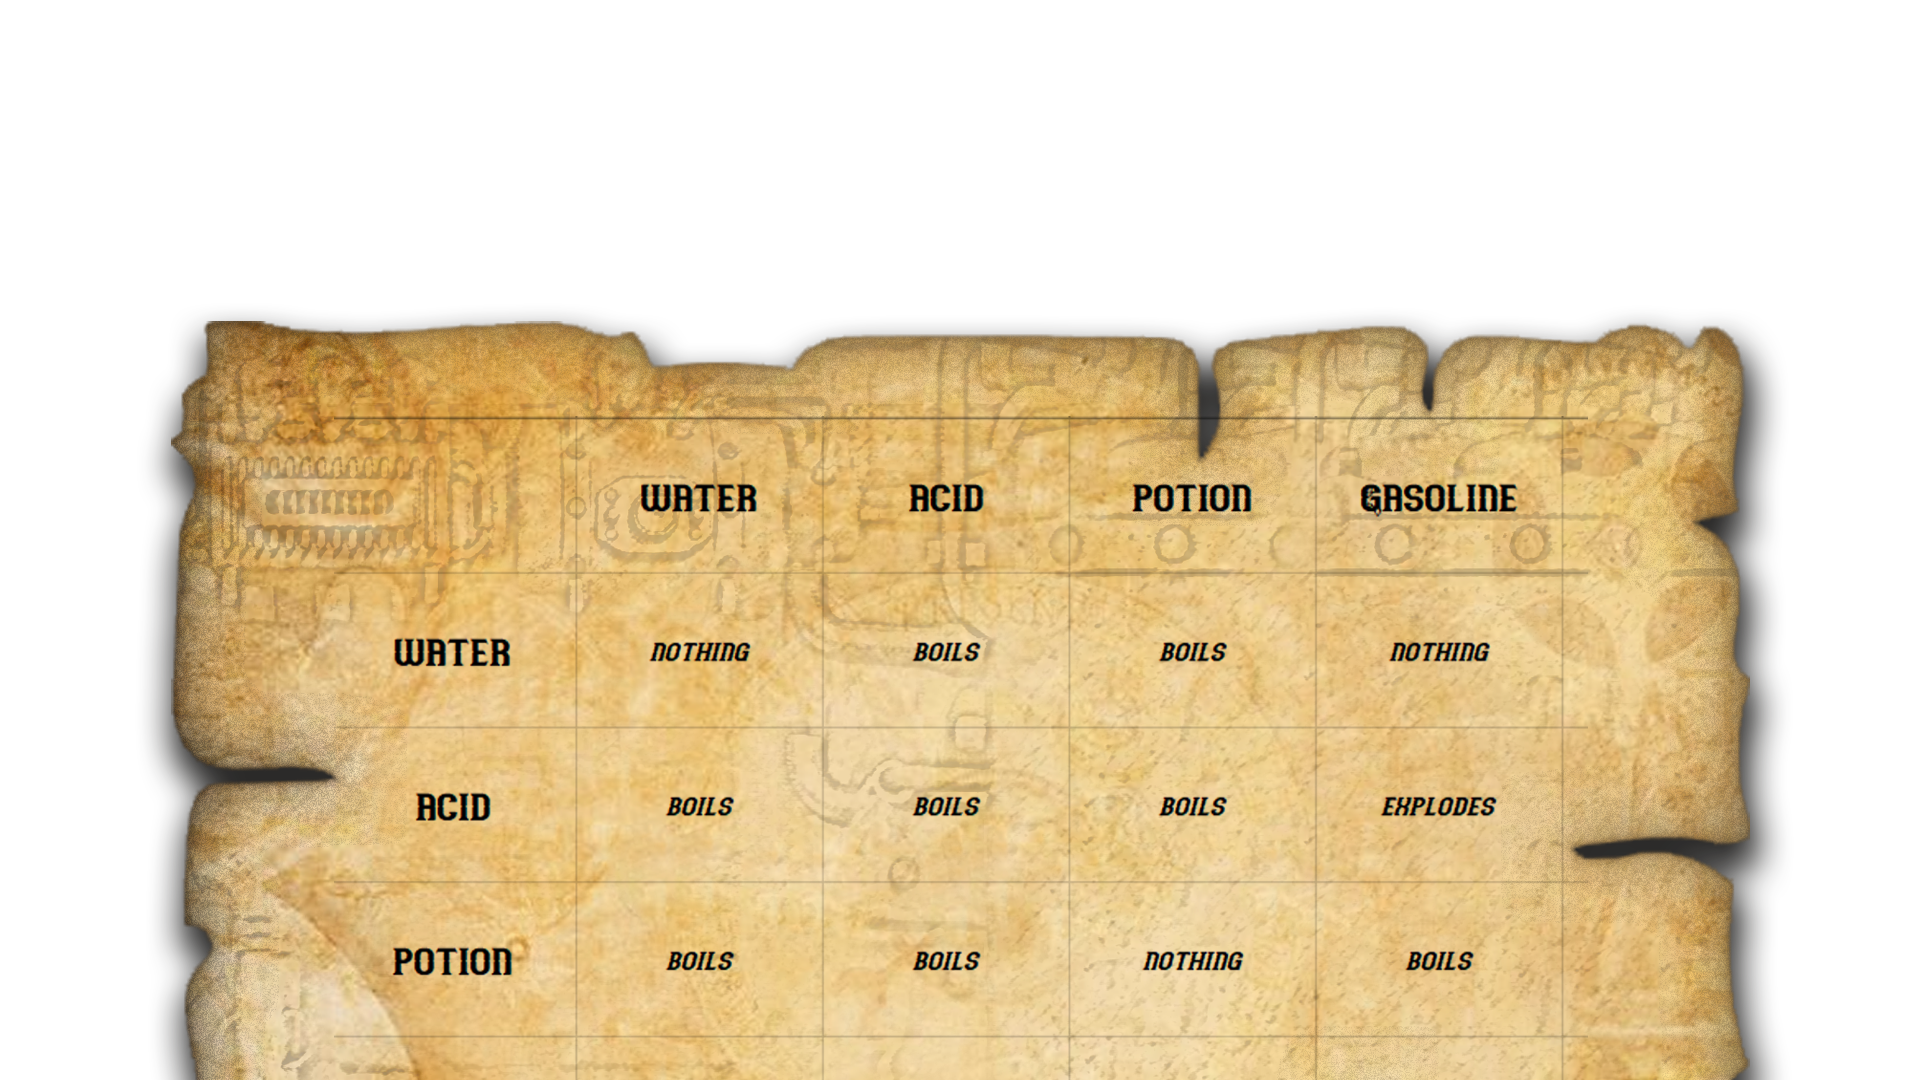 WATER ACID POTION GASOLINE
WATER NOTHING BOILS BOILS NOTHING
ACID BOILS BOILS BOILS EXPLODES
POTION BOILS BOILS NOTHING BOILS